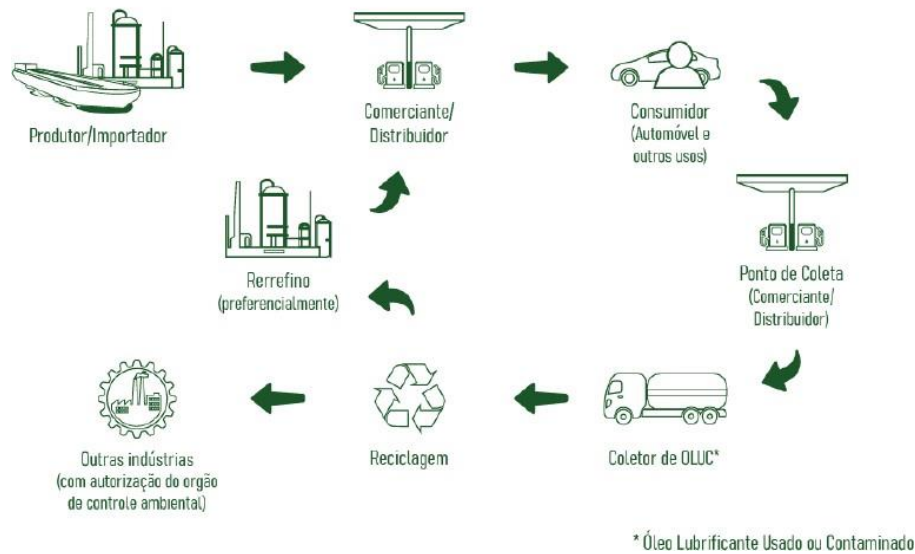 Produtor/Importador
Comerciante/
Distribuidor
Consumidor
(Automóvel e
outros usos)
Rerrefino
(preferencialmente)
Ponto de Coleta
(Comerciante/
Distribuidor)
Outras indústrias
(com autorização do orgão
de controle ambiental)
Reciclagem
Coletor de OLUC*
* Óleo Lubrificante Usado ou Contaminado